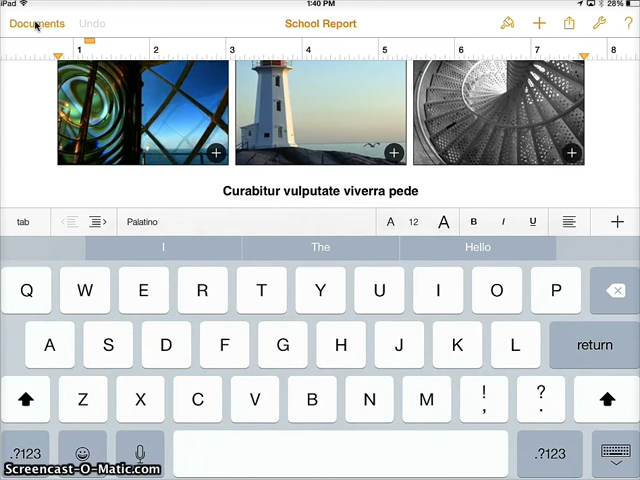 iPad 1:40 PM 28%
Documents Undo School Report ?
1 2 3 4 5 6 7 8
Curabitur vulputate viverra pede
tab Palatino A 12 A B I U
I The Hello
Q W E R T Y U I O P
A S D F G H J K L return
Z X C V B N M ! , ? .
.?123 .?123
Screencast-O-Matic.com